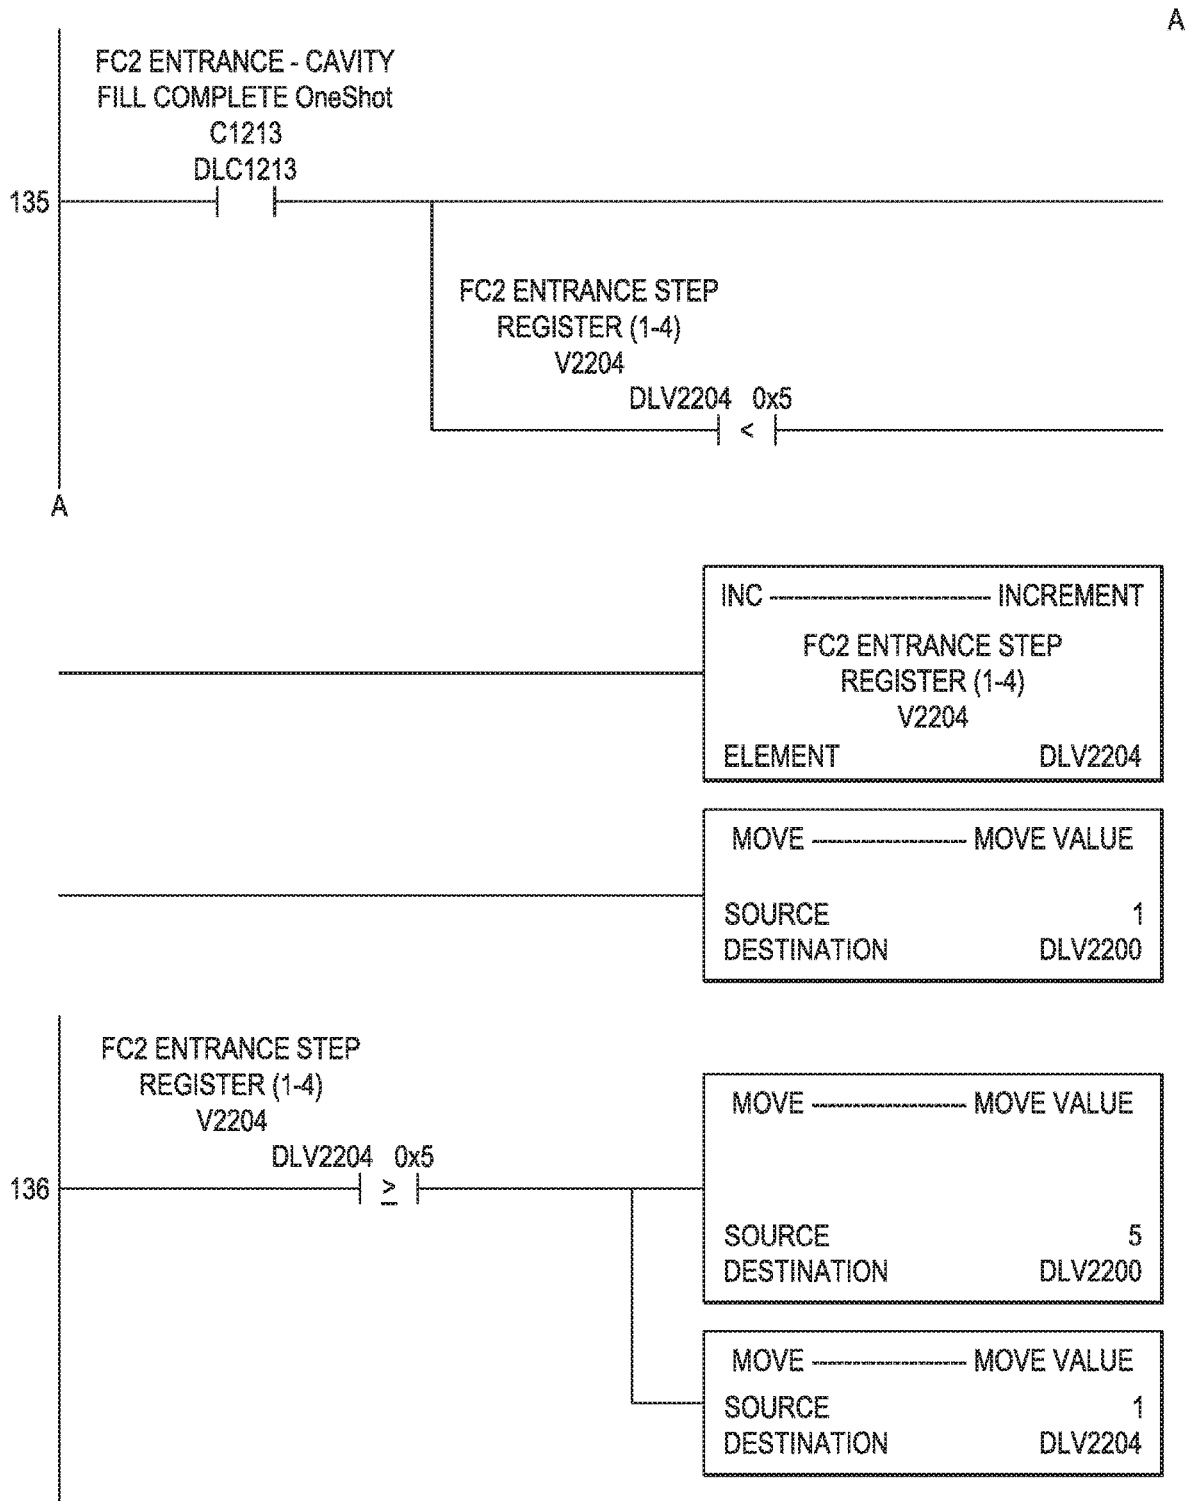 A
FC2 ENTRANCE - CAVITY
FILL COMPLETE OneShot
C1213
DLC1213
135
FC2 ENTRANCE STEP
REGISTER (1-4)
V2204
DLV2204 0x5
<
A
INC INCREMENT
FC2 ENTRANCE STEP
REGISTER (1-4)
V2204
ELEMENT DLV2204
MOVE MOVE VALUE
SOURCE 1
DESTINATION DLV2200
FC2 ENTRANCE STEP
REGISTER (1-4)
V2204
DLV2204 0x5
136
≥
MOVE MOVE VALUE
SOURCE 5
DESTINATION DLV2200
MOVE MOVE VALUE
SOURCE 1
DESTINATION DLV2204